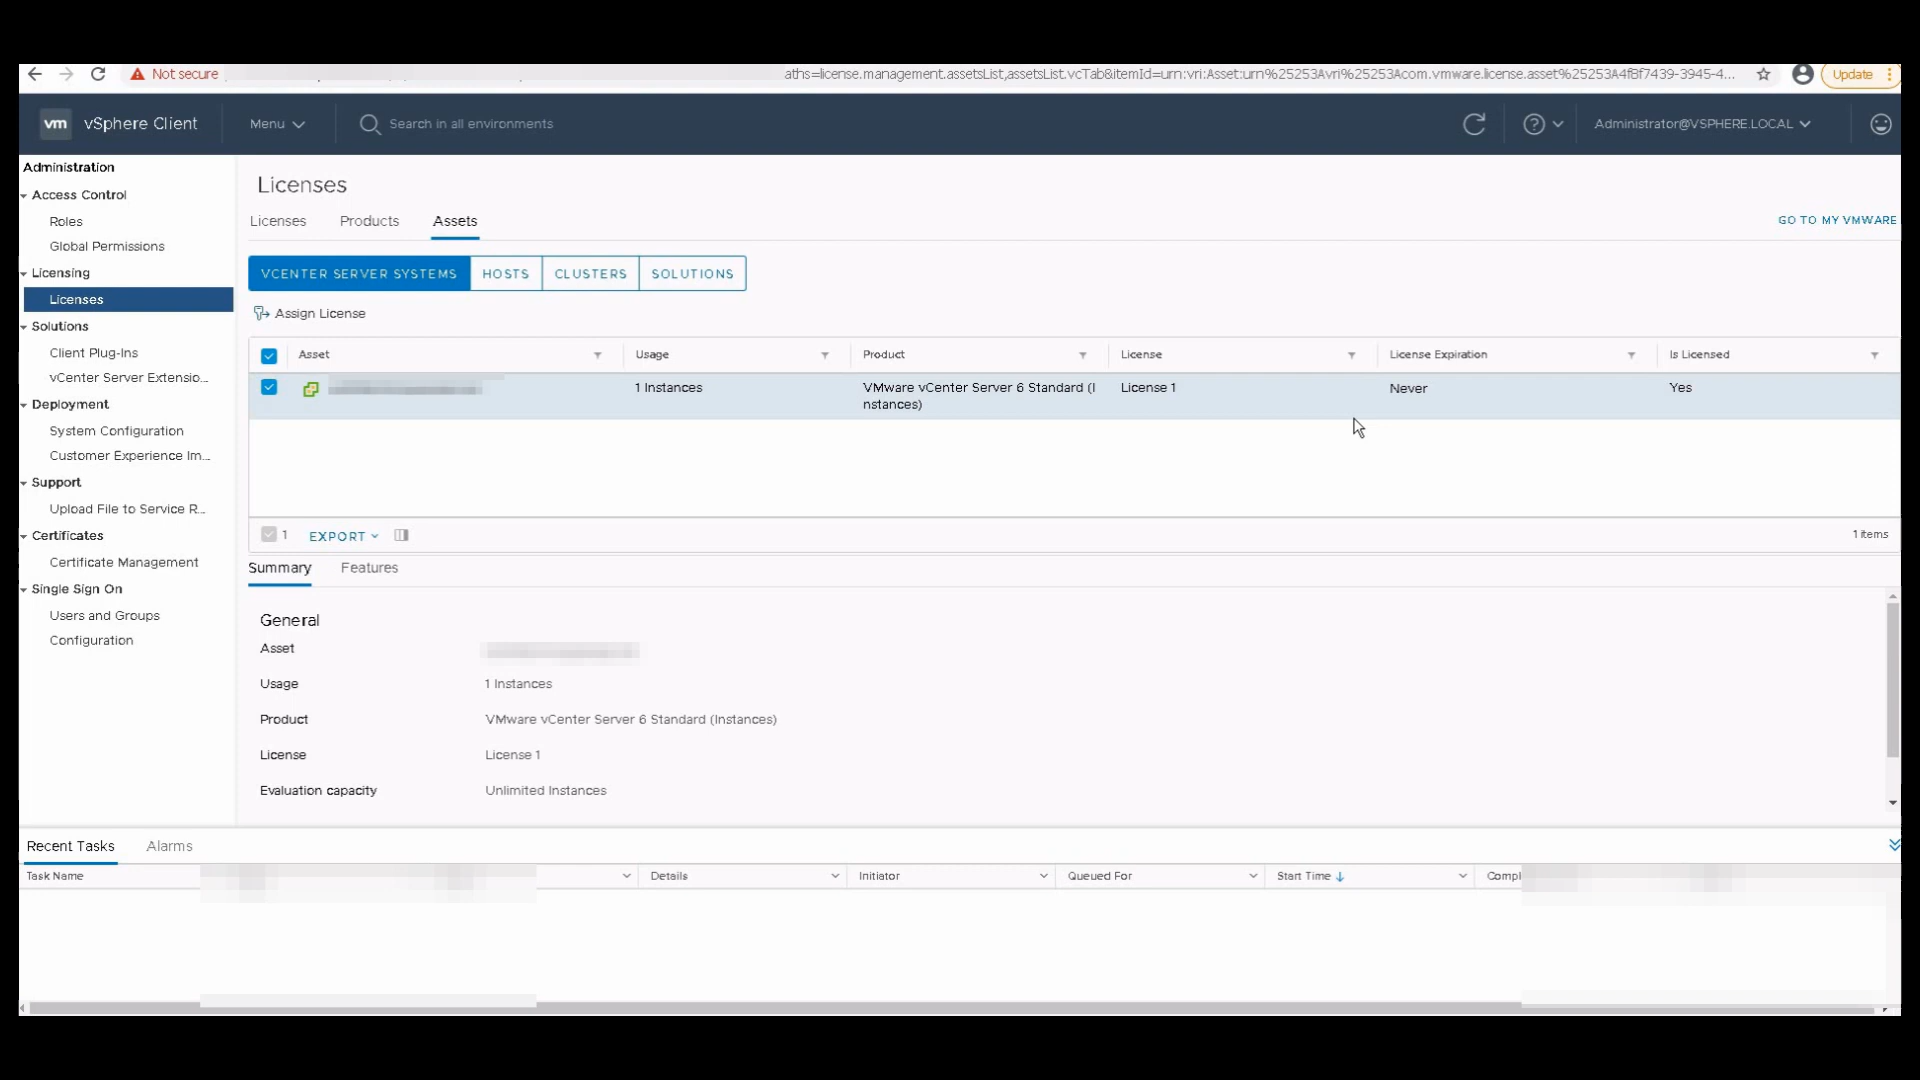 Not secure
aths=license.management.assetsList,assetsList.vcTab&itemId=urn:vri:Asset:urn%25253Avri%25253Acom.vmware.license.asset%25253A4f8f7439-3945-4...
Update
vm vSphere Client
Menu
Search in all environments
Administrator@VSPHERE.LOCAL
Administration
Access Control
Roles
Global Permissions
Licensing
Licenses
Solutions
Client Plug-Ins
vCenter Server Extensio...
Deployment
System Configuration
Customer Experience Im...
Support
Upload File to Service R...
Certificates
Certificate Management
Single Sign On
Users and Groups
Configuration
Licenses
Licenses Products Assets
GO TO MY VMWARE
VCENTER SERVER SYSTEMS HOSTS CLUSTERS SOLUTIONS
Assign License
Asset Usage Product License License Expiration Is Licensed
1 Instances VMware vCenter Server 6 Standard (I License 1 Never Yes
nstances)
1 EXPORT 1 items
Summary Features
General
Asset
Usage 1 Instances
Product VMware vCenter Server 6 Standard (Instances)
License License 1
Evaluation capacity Unlimited Instances
Recent Tasks Alarms
Task Name Details Initiator Queued For Start Time Compl